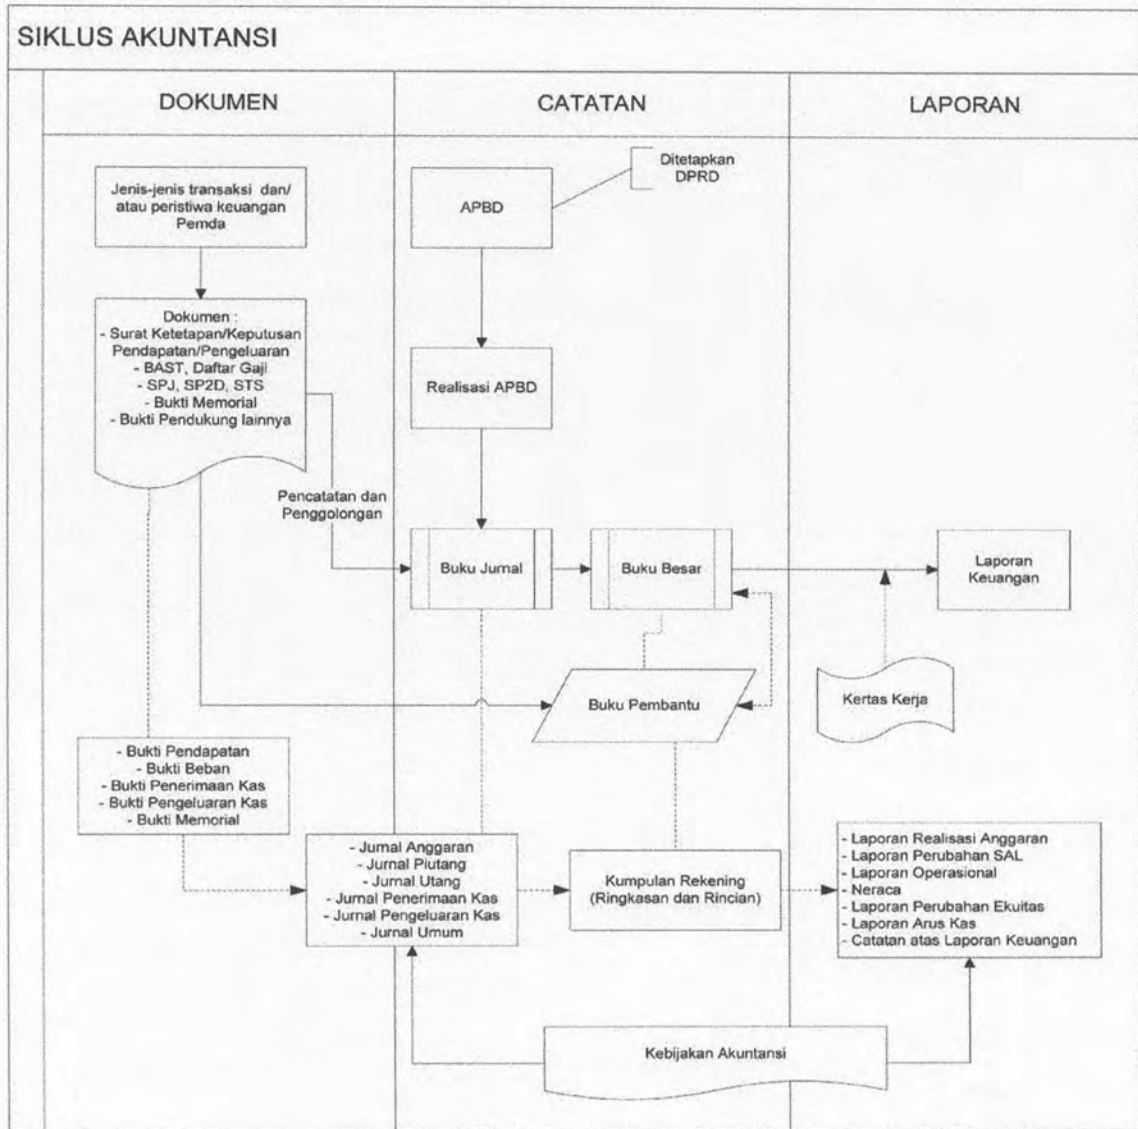 SIKLUS AKUNTANSI
DOKUMEN
CATATAN
LAPORAN
Jenis-jenis transaksi dan/
atau peristiwa keuangan
Pemda
APBD
Ditetapkan
DPRD
Dokumen :
- Surat Ketetapan/Keputusan
Pendapatan/Pengeluaran
- BAST, Daftar Gaji
- SPJ, SP2D, STS
- Bukti Memorial
- Bukti Pendukung lainnya
Realisasi APBD
Pencatatan dan
Penggolongan
Buku Jurnal
Buku Besar
Laporan
Keuangan
Buku Pembantu
Kertas Kerja
- Bukti Pendapatan
- Bukti Beban
- Bukti Penerimaan Kas
- Bukti Pengeluaran Kas
- Bukti Memorial
- Jurnal Anggaran
- Jurnal Piutang
- Jurnal Utang
- Jurnal Penerimaan Kas
- Jurnal Pengeluaran Kas
- Jurnal Umum
Kumpulan Rekening
(Ringkasan dan Rincian)
- Laporan Realisasi Anggaran
- Laporan Perubahan SAL
- Laporan Operasional
- Neraca
- Laporan Perubahan Ekuitas
- Laporan Arus Kas
- Catatan atas Laporan Keuangan
Kebijakan Akuntansi